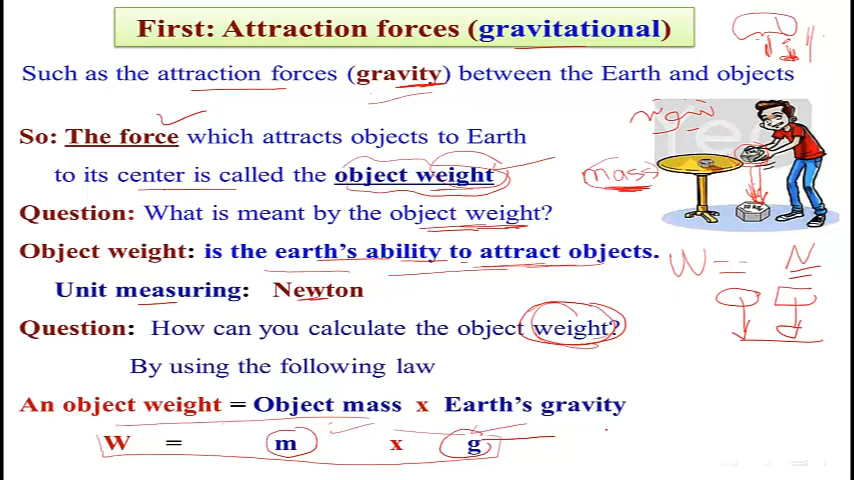 First: Attraction forces (gravitational)
Such as the attraction forces (gravity) between the Earth and objects
So: The force which attracts objects to Earth
mass
to its center is called the object weight
Question: What is meant by the object weight?
Object weight: is the earth's ability to attract objects.
W= N
Unit measuring: Newton
Question: How can you calculate the object weight?
By using the following law
An object weight = Object mass x Earth's gravity
W = m x g